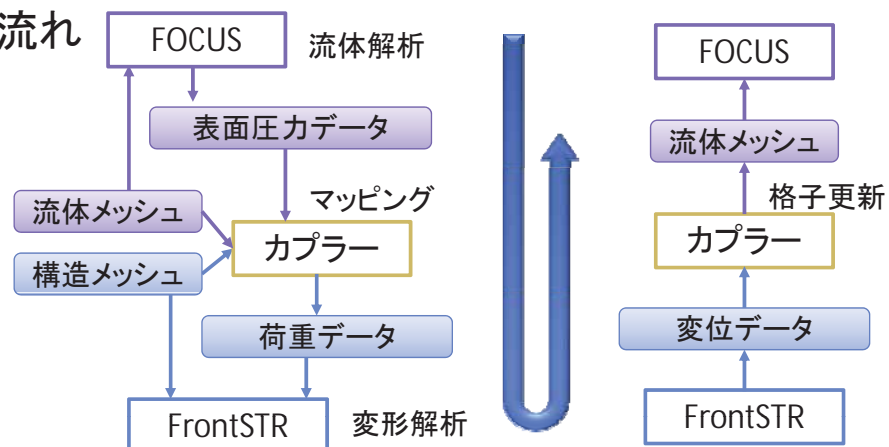 流れ
FOCUS
流体解析
表面圧力データ
流体メッシュ
マッピング
構造メッシュ
カプラー
荷重データ
FrontSTR
変形解析
FOCUS
流体メッシュ
格子更新
カプラー
変位データ
FrontSTR